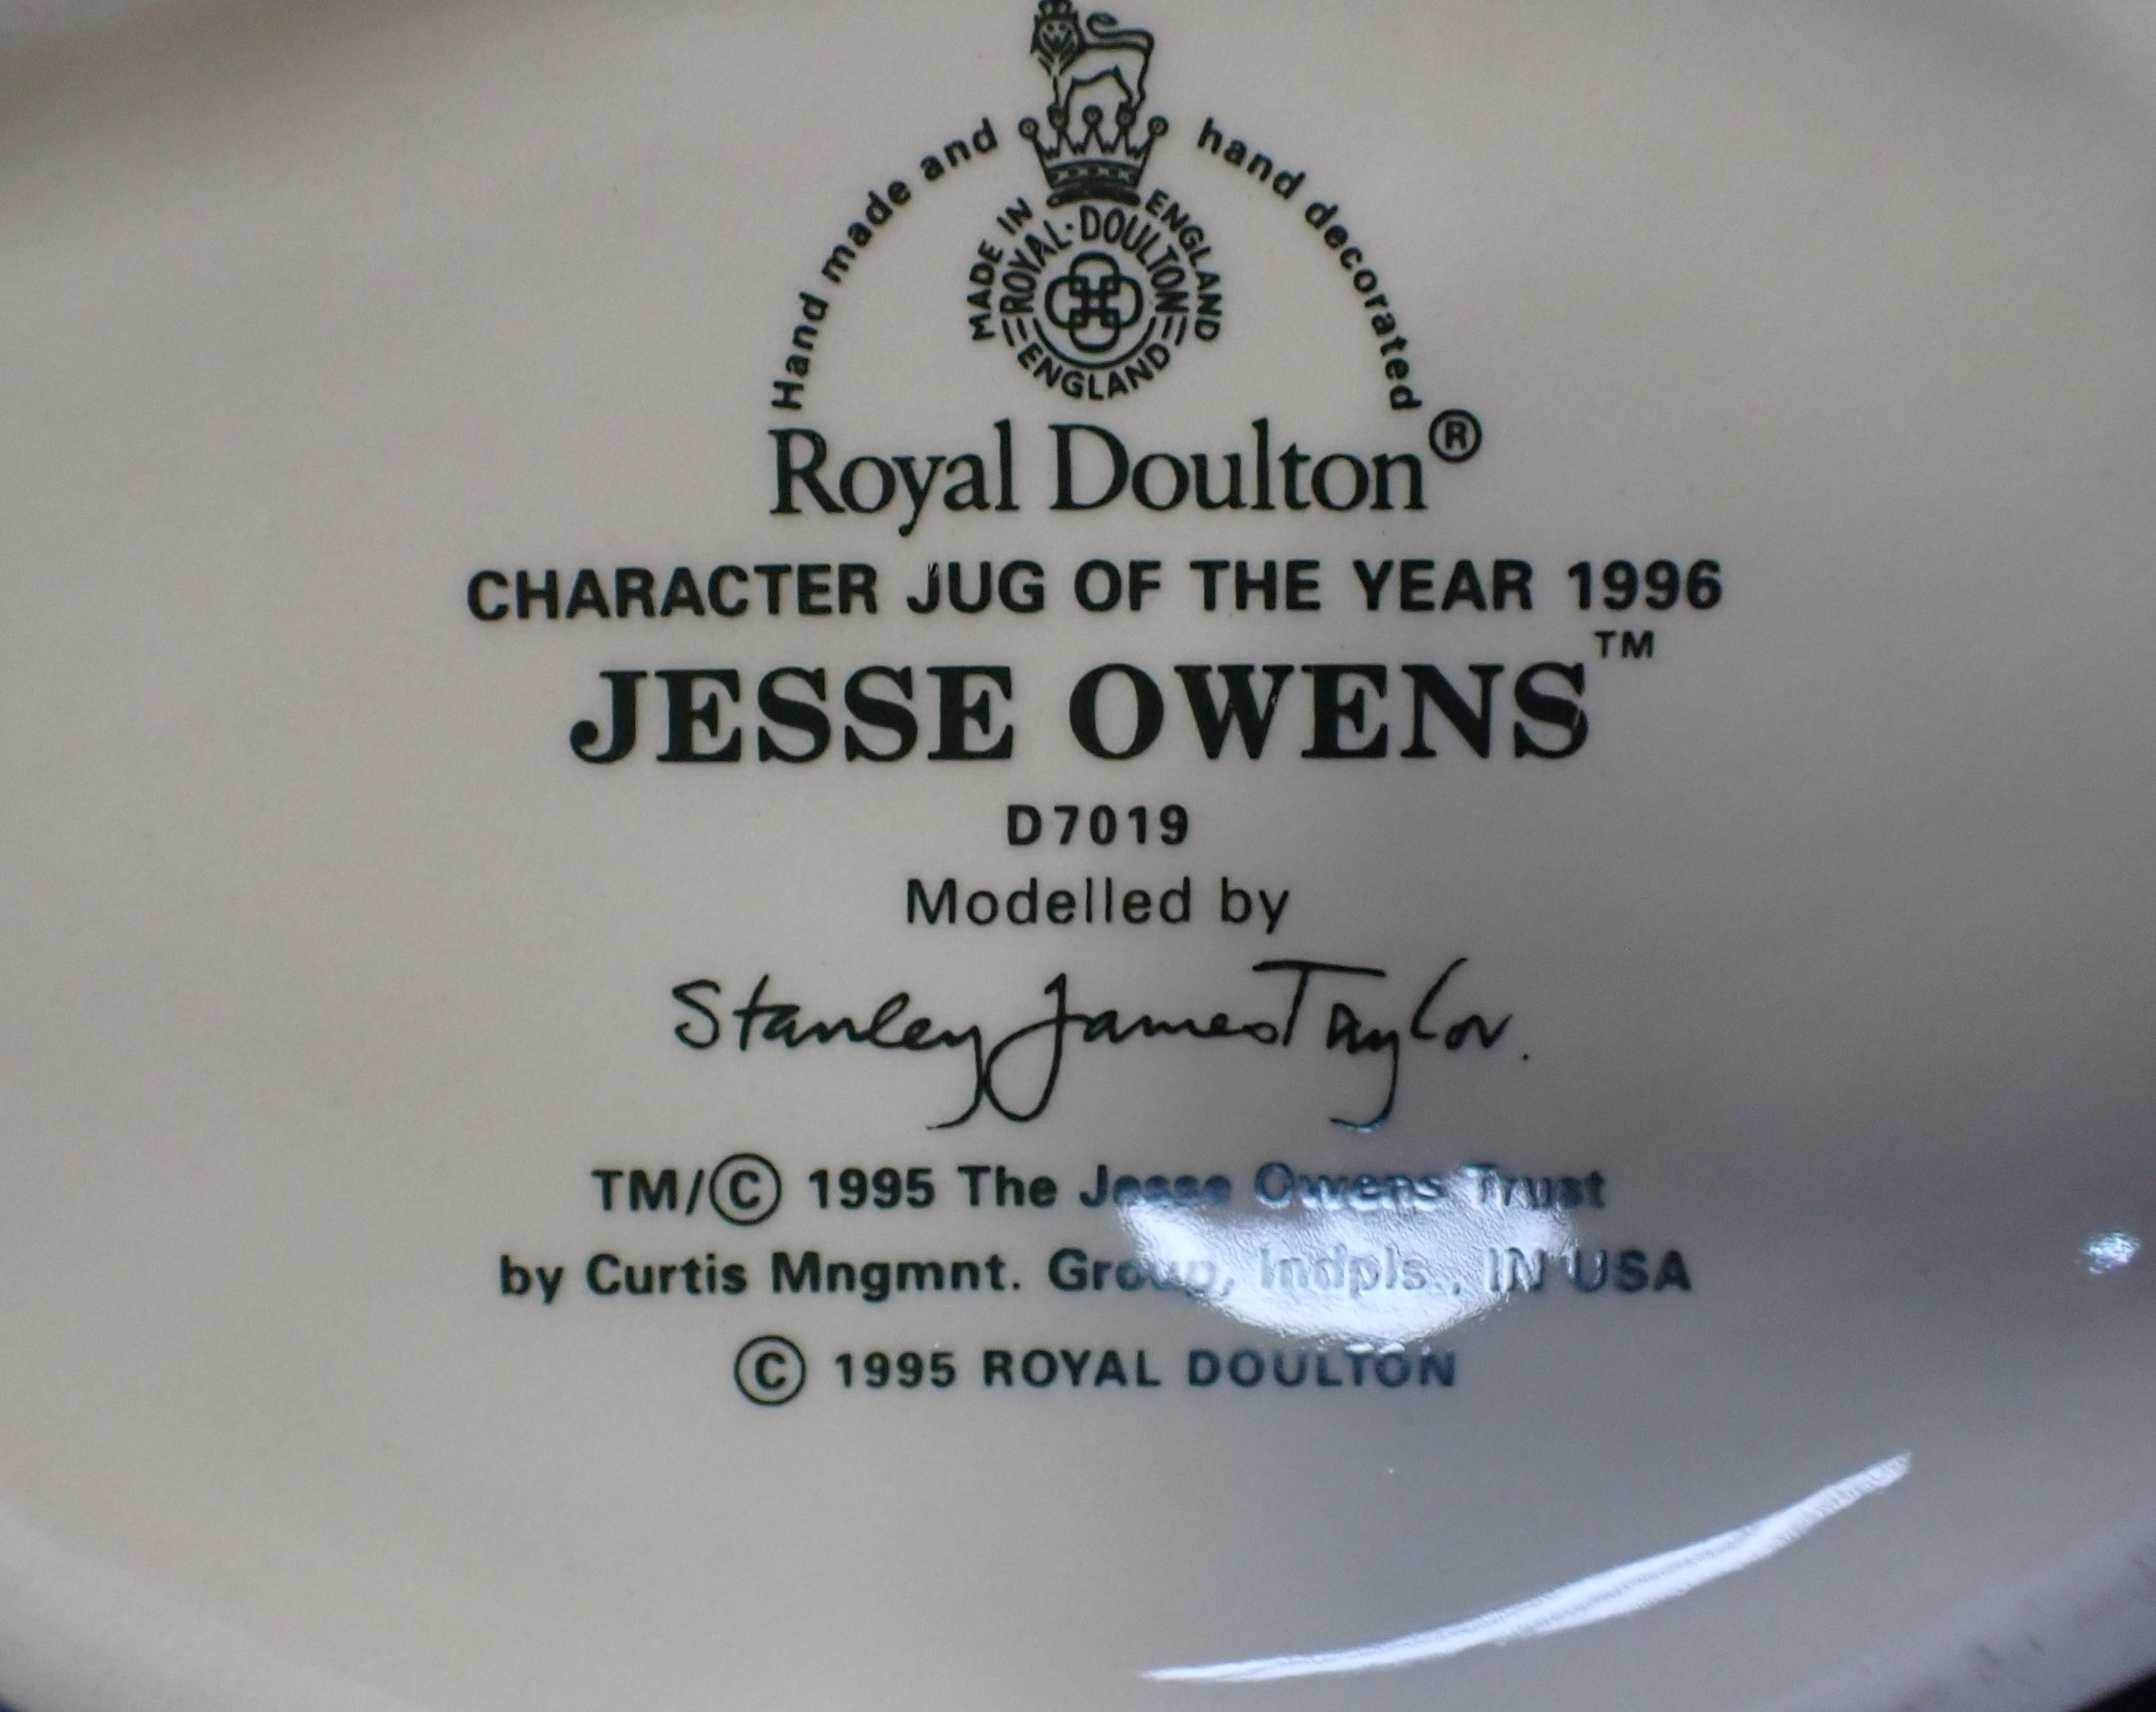 Hand made and hand decorated
MADE IN ENGLAND
ROYAL·DOULTON
ENGLAND
Royal Doulton®
CHARACTER JUG OF THE YEAR 1996
JESSE OWENS™
D7019
Modelled by
Stanley James Taylor.
TM/© 1995 The Jesse Owens Trust
by Curtis Mngmnt. Group, Indpls., IN USA
© 1995 ROYAL DOULTON